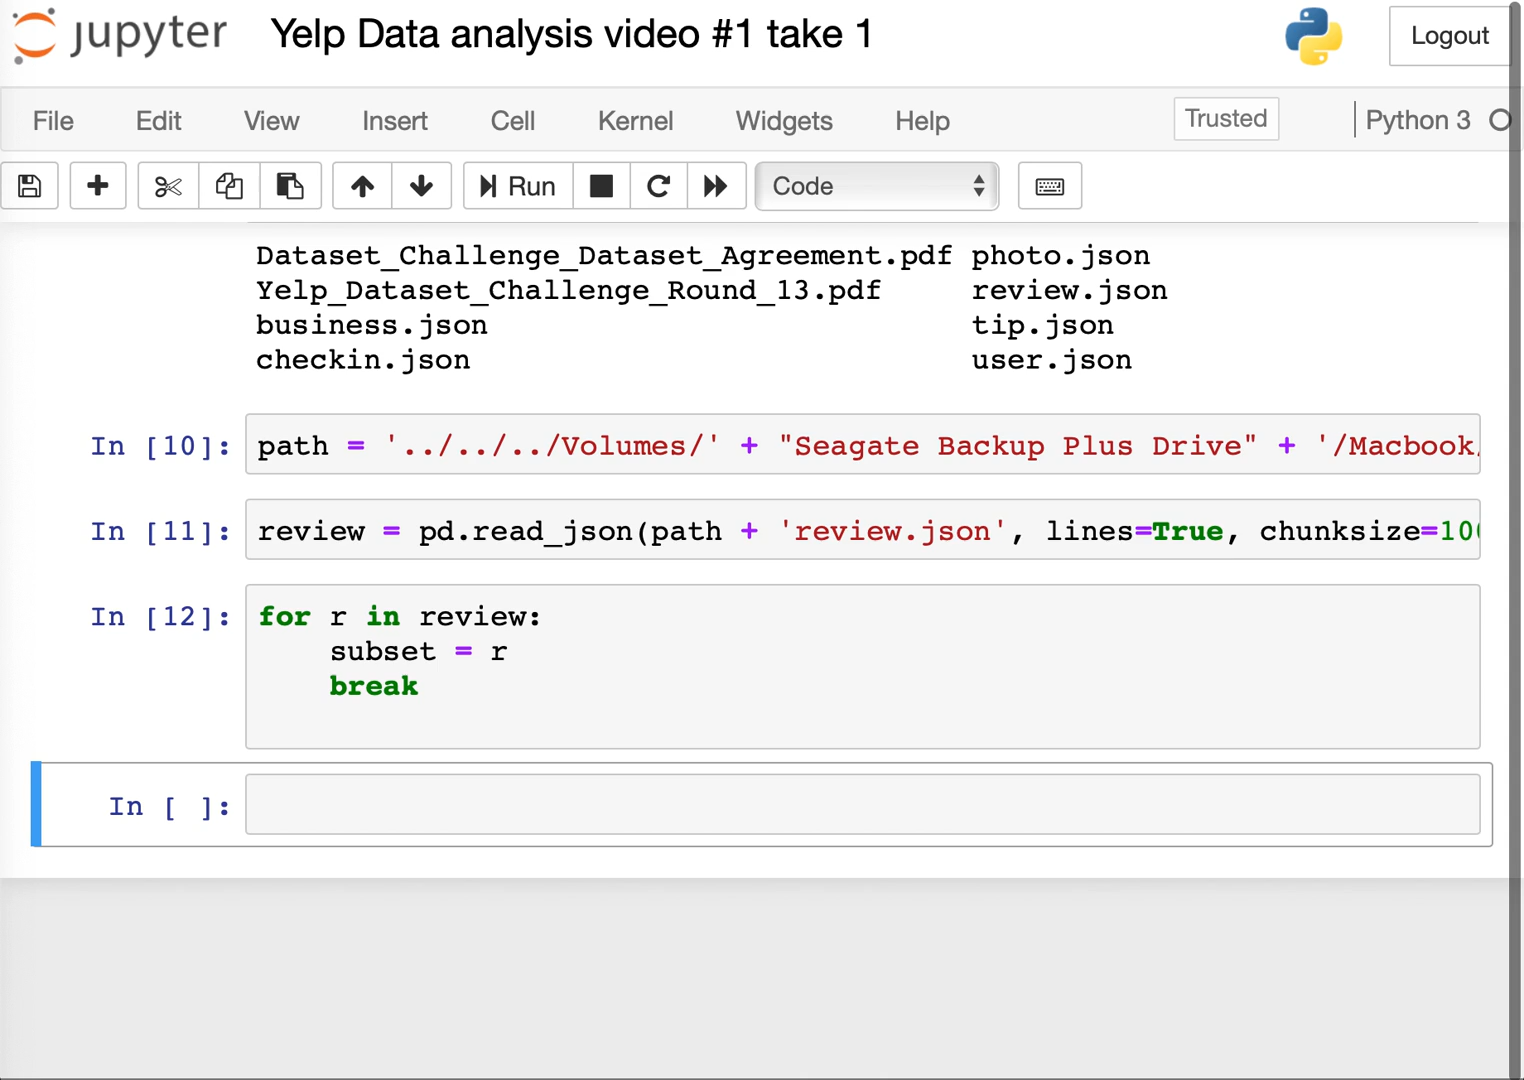 jupyter Yelp Data analysis video #1 take 1 Logout
File Edit View Insert Cell Kernel Widgets Help Trusted Python 3
Run Code
Dataset_Challenge_Dataset_Agreement.pdf photo.json
Yelp_Dataset_Challenge_Round_13.pdf review.json
business.json tip.json
checkin.json user.json
In [10]: path = '../../../Volumes/' + "Seagate Backup Plus Drive" + '/Macbook
In [11]: review = pd.read_json(path + 'review.json', lines=True, chunksize=10
In [12]: for r in review:
subset = r
break
In [ ]: